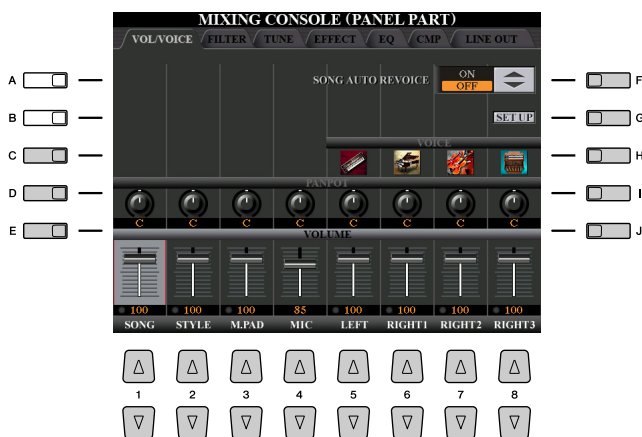 MIXING CONSOLE (PANEL PART)
VOL/VOICE FILTER TUNE EFFECT EQ CMP LINE OUT
A SONG AUTO REVOICE ON F
OFF
B SET UP G
VOICE
C H
PANPOT
D I
C C C C C C C C
E VOLUME J
100 100 100 85 100 100 100 100
SONG STYLE M.PAD MIC LEFT RIGHT1 RIGHT2 RIGHT3
1 2 3 4 5 6 7 8